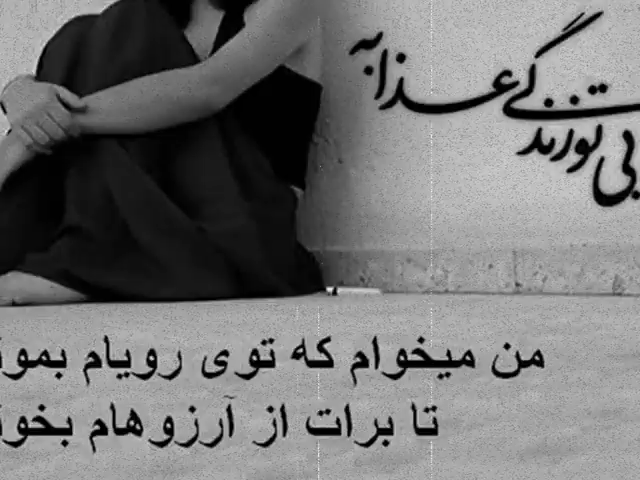 بی تو زندگی عذابه
من میخوام که توی رویام
تا برات از آرزوهام